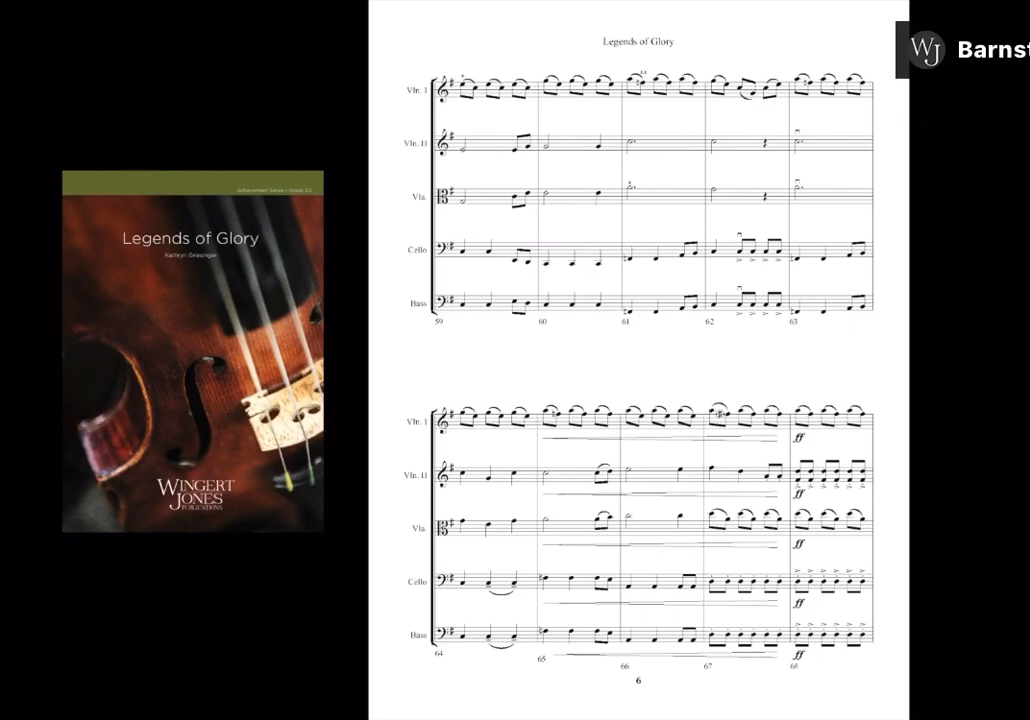 Achievement Series • Grade 2.5
Legends of Glory
Kathryn Griesinger
WINGERT
JONES
PUBLICATIONS
Legends of Glory
WJ
Barnst
Vln. I
Vln. II
Vla.
Cello
Bass
59
60
61
62
63
Vln. I
Vln. II
Vla.
Cello
Bass
ff
ff
ff
ff
ff
64
65
66
67
68
6